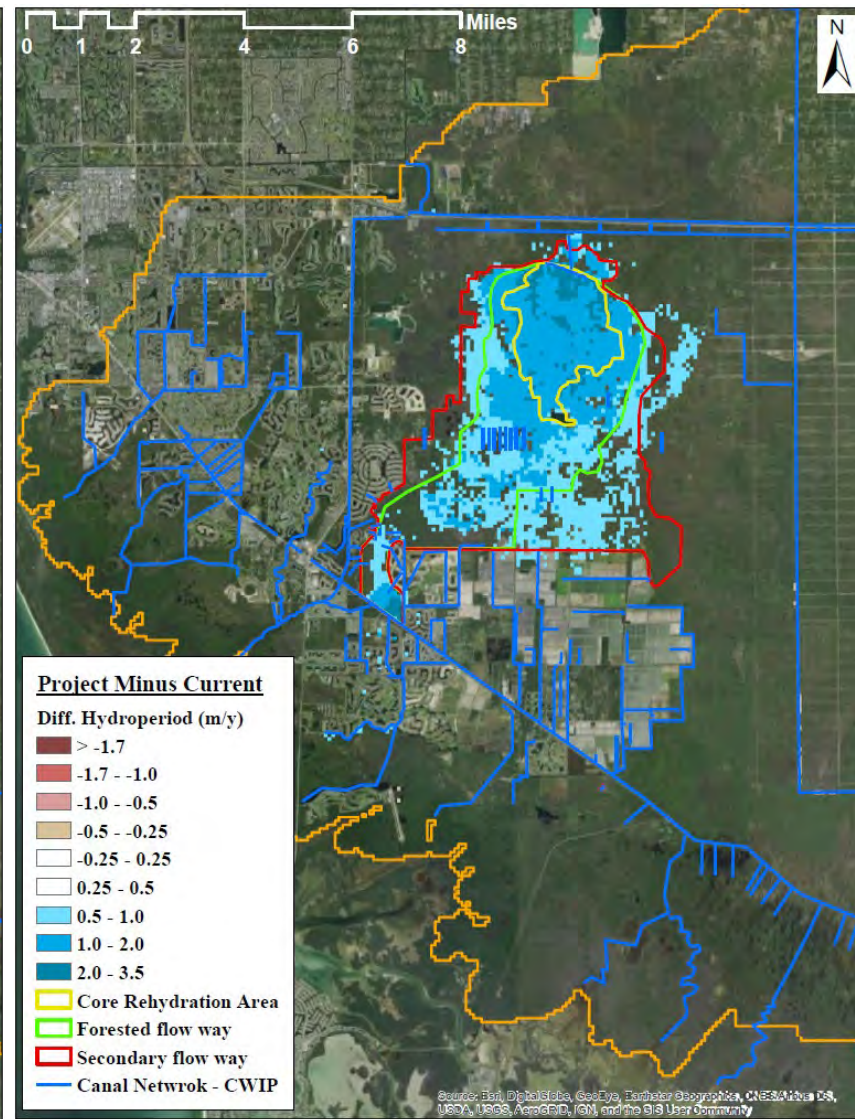 Miles
0 1 2 4 6 8
N
Project Minus Current
Diff. Hydroperiod (m/y)
> -1.7
-1.7 - -1.0
-1.0 - -0.5
-0.5 - -0.25
-0.25 - 0.25
0.25 - 0.5
0.5 - 1.0
1.0 - 2.0
2.0 - 3.5
Core Rehydration Area
Forested flow way
Secondary flow way
Canal Netwrok - CWIP
Source: Esri, DigitalGlobe, GeoEye, Earthstar Geographics, CNES/Airbus DS,
USDA, USGS, AeroGRID, IGN, and the GIS User Community